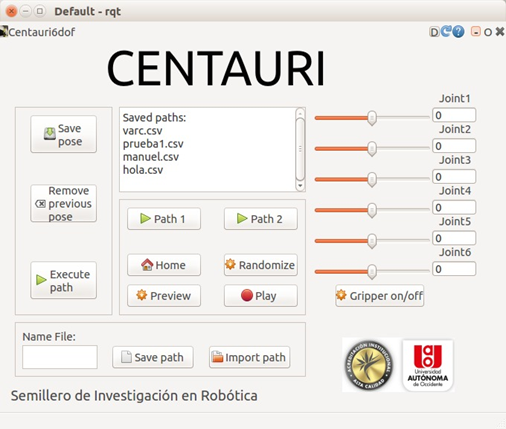 Default - rqt
Centauri6dof
D
O
CENTAURI
Save
pose
Remove
previous
pose
Execute
path
Saved paths:
varc.csv
prueba1.csv
manuel.csv
hola.csv
Path 1
Path 2
Home
Randomize
Preview
Play
Joint1
0
Joint2
0
Joint3
0
Joint4
0
Joint5
0
Joint6
0
Gripper on/off
Name File:
Save path
Import path
ACREDITACIÓN INSTITUCIONAL
ALTA CALIDAD
Universidad
AUTÓNOMA
de Occidente
Semillero de Investigación en Robótica